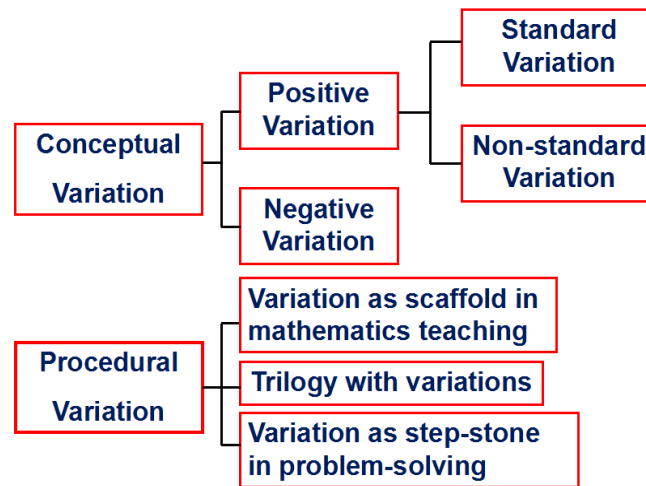 Conceptual
Variation
Positive
Variation
Negative
Variation
Standard
Variation
Non-standard
Variation
Procedural
Variation
Variation as scaffold in
mathematics teaching
Trilogy with variations
Variation as step-stone
in problem-solving